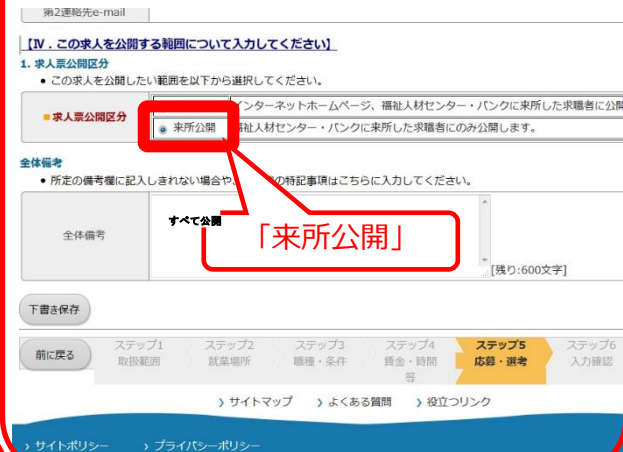 第2連絡先e-mail
【Ⅳ．この求人を公開する範囲について入力してください】
1. 求人票公開区分
• この求人を公開したい範囲を以下から選択してください。
■求人票公開区分
インターネットホームページ、福祉人材センター・バンクに来所した求職者に公開
来所公開
福祉人材センター・バンクに来所した求職者にのみ公開します。
全体備考
• 所定の備考欄に記入しきれない場合や、
の特記事項はこちらに入力してください。
全体備考
すべて公開
「来所公開」
[残り:600文字]
下書き保存
前に戻る
ステップ1 ステップ2 ステップ3 ステップ4 ステップ5 ステップ6
取扱範囲 就業場所 職種・条件 賃金・時間 応募・選考 入力確認
等
› サイトマップ › よくある質問 › 役立つリンク
› サイトポリシー › プライバシーポリシー